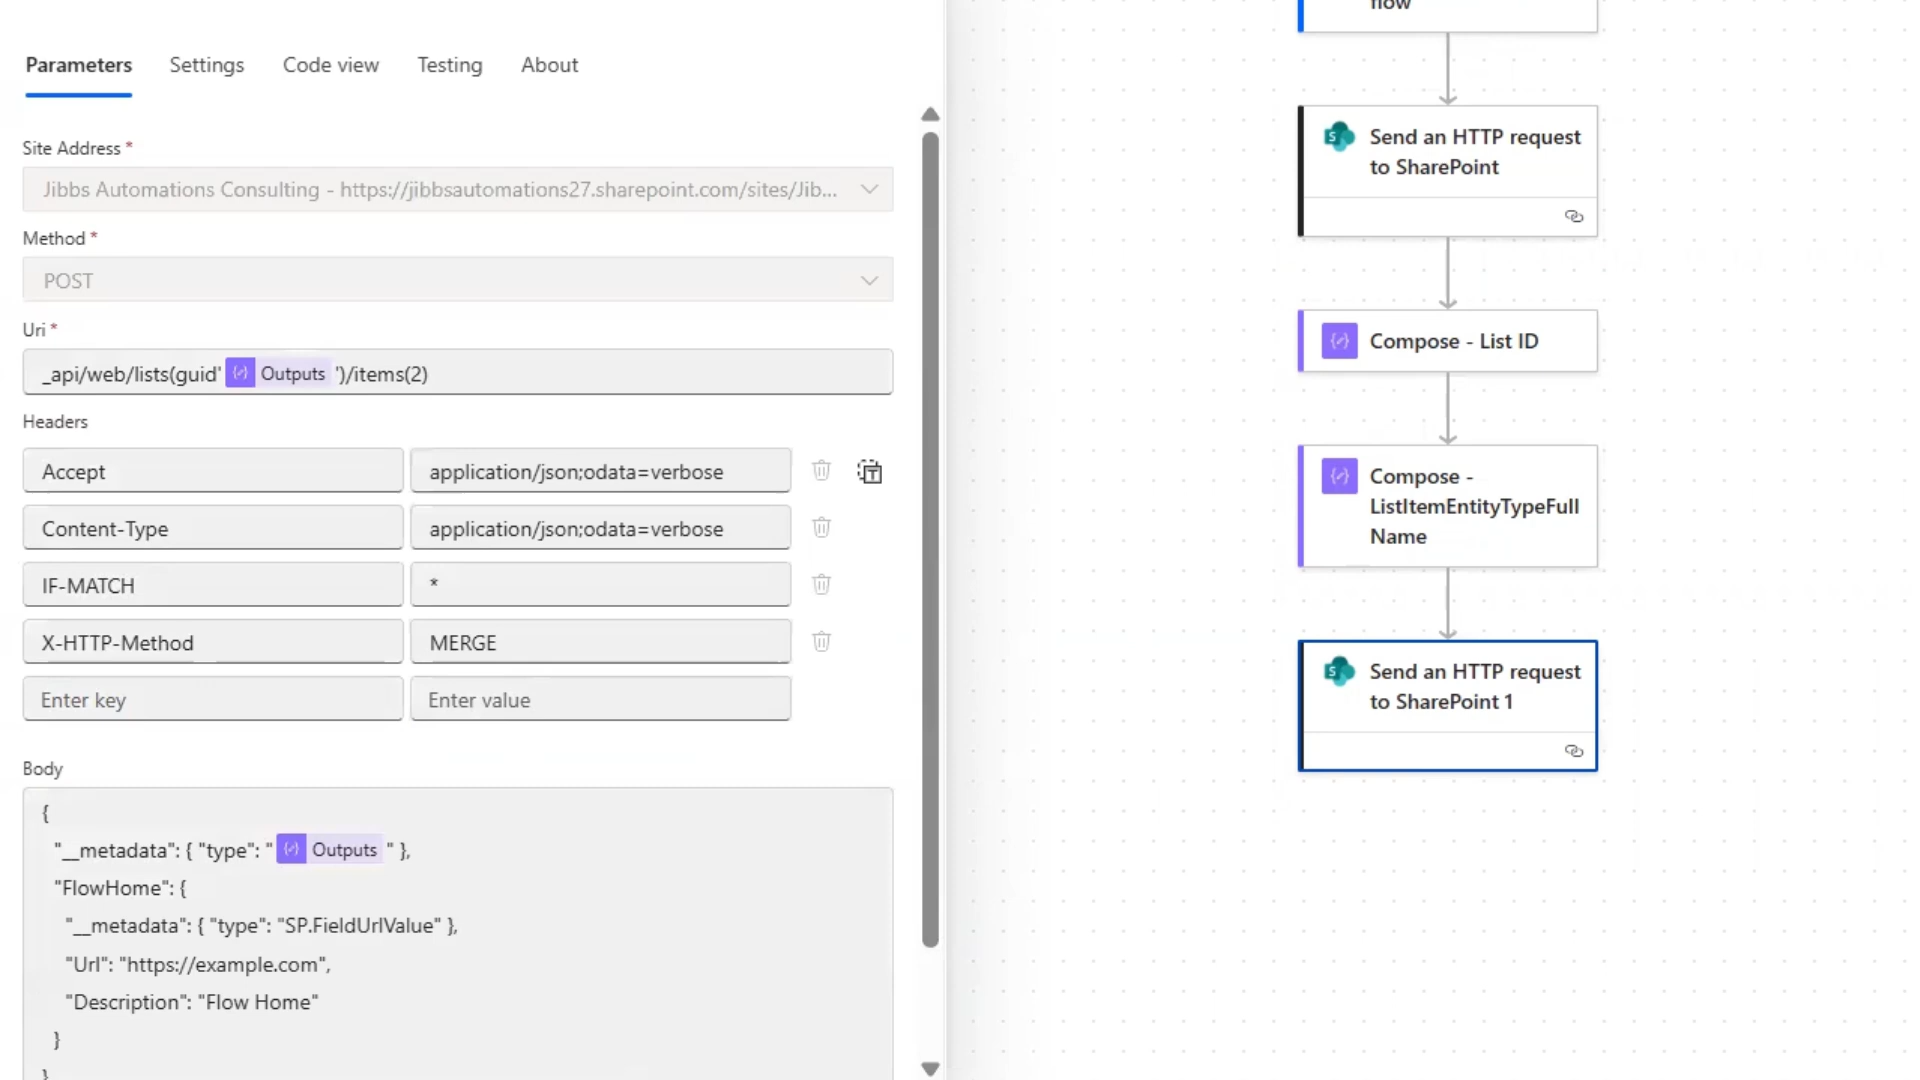 Parameters Settings Code view Testing About
Site Address *
Jibbs Automations Consulting - https://jibbsautomations27.sharepoint.com/sites/Jib...
Method *
POST
Uri *
_api/web/lists(guid' Outputs ')/items(2)
Headers
Accept application/json;odata=verbose
Content-Type application/json;odata=verbose
IF-MATCH *
X-HTTP-Method MERGE
Enter key Enter value
Body
{
"__metadata": { "type": " Outputs " },
"FlowHome": {
"__metadata": { "type": "SP.FieldUrlValue" },
"Url": "https://example.com",
"Description": "Flow Home"
}
}
flow
Send an HTTP request
to SharePoint
Compose - List ID
Compose -
ListItemEntityTypeFull
Name
Send an HTTP request
to SharePoint 1